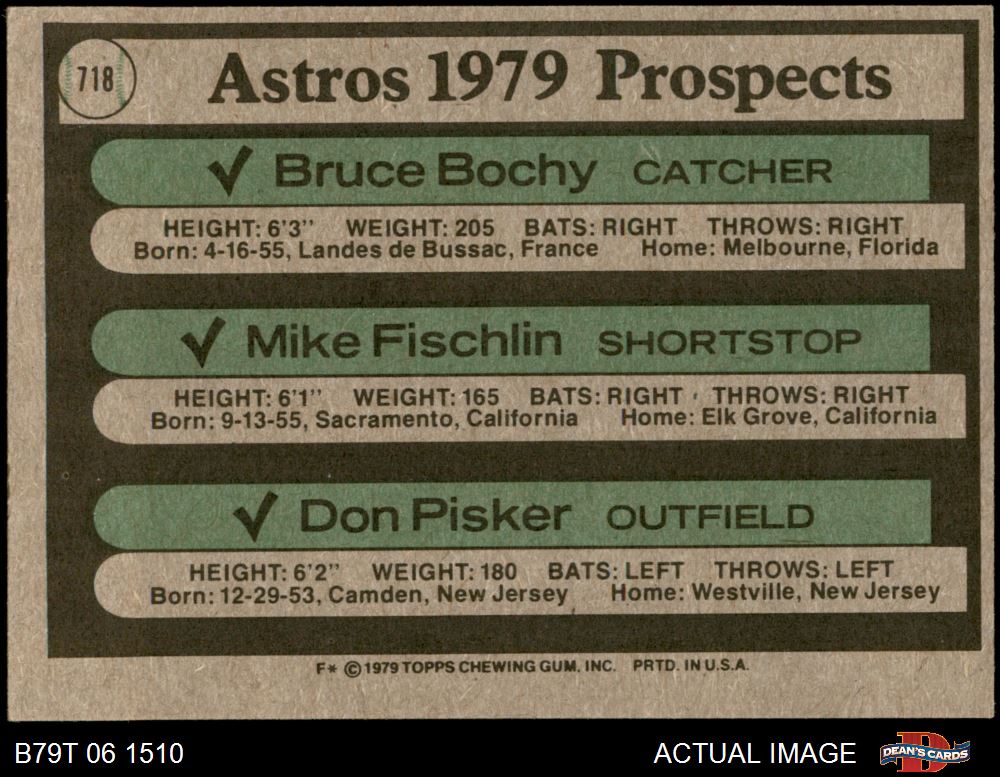 718
Astros 1979 Prospects
✓ Bruce Bochy CATCHER
HEIGHT: 6'3" WEIGHT: 205 BATS: RIGHT THROWS: RIGHT
Born: 4-16-55, Landes de Bussac, France Home: Melbourne, Florida
✓ Mike Fischlin SHORTSTOP
HEIGHT: 6'1" WEIGHT: 165 BATS: RIGHT THROWS: RIGHT
Born: 9-13-55, Sacramento, California Home: Elk Grove, California
✓ Don Pisker OUTFIELD
HEIGHT: 6'2" WEIGHT: 180 BATS: LEFT THROWS: LEFT
Born: 12-29-53, Camden, New Jersey Home: Westville, New Jersey
F* © 1979 TOPPS CHEWING GUM, INC. PRTD. IN U.S.A.
B79T 06 1510 ACTUAL IMAGE D DEAN'S CARDS